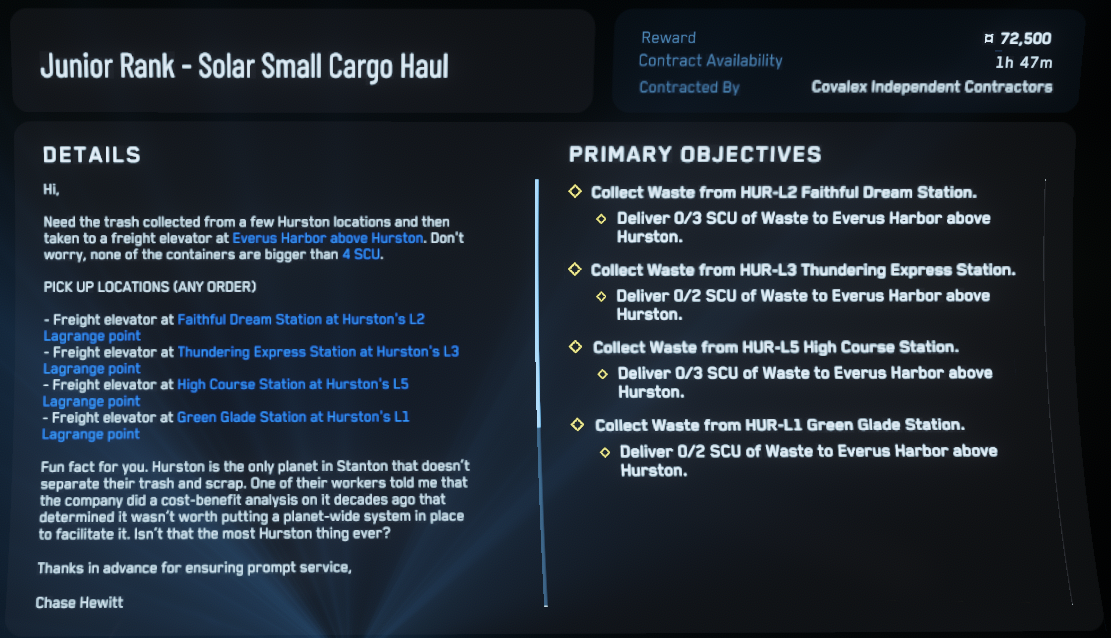 Junior Rank - Solar Small Cargo Haul
Reward ¤ 72,500
Contract Availability 1h 47m
Contracted By Covalex Independent Contractors
DETAILS
Hi,
Need the trash collected from a few Hurston locations and then
taken to a freight elevator at Everus Harbor above Hurston. Don't
worry, none of the containers are bigger than 4 SCU.
PICK UP LOCATIONS (ANY ORDER)
- Freight elevator at Faithful Dream Station at Hurston's L2
Lagrange point
- Freight elevator at Thundering Express Station at Hurston's L3
Lagrange point
- Freight elevator at High Course Station at Hurston's L5
Lagrange point
- Freight elevator at Green Glade Station at Hurston's L1
Lagrange point
Fun fact for you. Hurston is the only planet in Stanton that doesn't
separate their trash and scrap. One of their workers told me that
the company did a cost-benefit analysis on it decades ago that
determined it wasn't worth putting a planet-wide system in place
to facilitate it. Isn't that the most Hurston thing ever?
Thanks in advance for ensuring prompt service,
Chase Hewitt
PRIMARY OBJECTIVES
Collect Waste from HUR-L2 Faithful Dream Station.
Deliver 0/3 SCU of Waste to Everus Harbor above
Hurston.
Collect Waste from HUR-L3 Thundering Express Station.
Deliver 0/2 SCU of Waste to Everus Harbor above
Hurston.
Collect Waste from HUR-L5 High Course Station.
Deliver 0/3 SCU of Waste to Everus Harbor above
Hurston.
Collect Waste from HUR-L1 Green Glade Station.
Deliver 0/2 SCU of Waste to Everus Harbor above
Hurston.